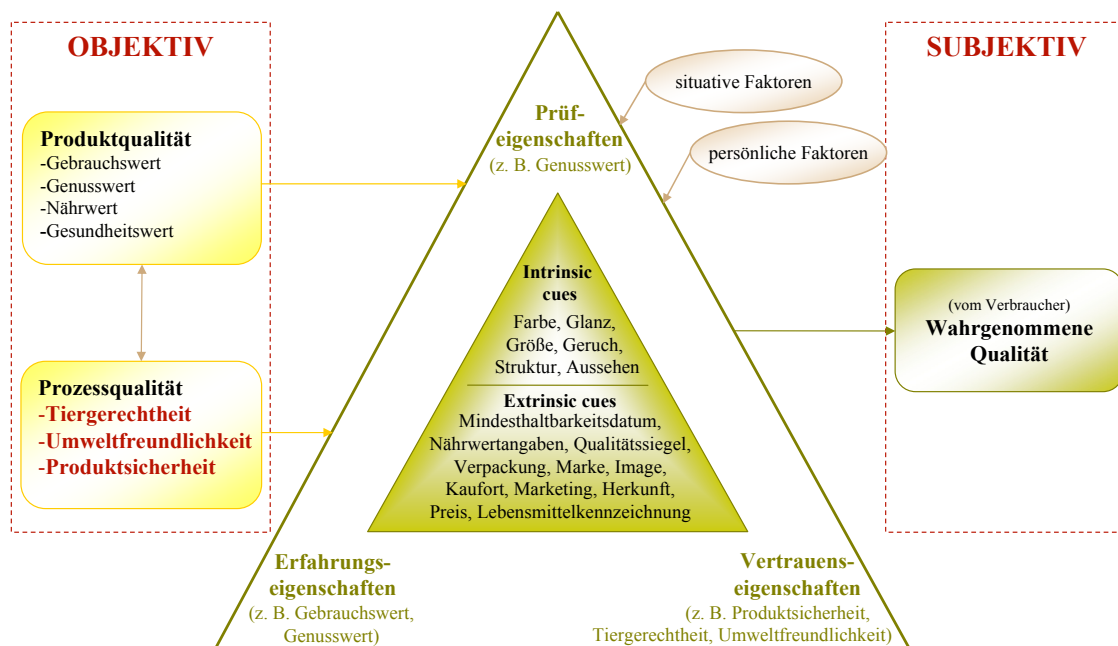 OBJEKTIV
Produktqualität
-Gebrauchswert
-Genusswert
-Nährwert
-Gesundheitswert
Prozessqualität
-Tiergerechtheit
-Umweltfreundlichkeit
-Produktsicherheit
Prüf-
eigenschaften
(z. B. Genusswert)
situative Faktoren
persönliche Faktoren
Intrinsic
cues
Farbe, Glanz,
Größe, Geruch,
Struktur, Aussehen
Extrinsic cues
Mindesthaltbarkeitsdatum,
Nährwertangaben, Qualitätssiegel,
Verpackung, Marke, Image,
Kaufort, Marketing, Herkunft,
Preis, Lebensmittelkennzeichnung
Erfahrungs-
eigenschaften
(z. B. Gebrauchswert,
Genusswert)
Vertrauens-
eigenschaften
(z. B. Produktsicherheit,
Tiergerechtheit, Umweltfreundlichkeit)
SUBJEKTIV
(vom Verbraucher)
Wahrgenommene
Qualität